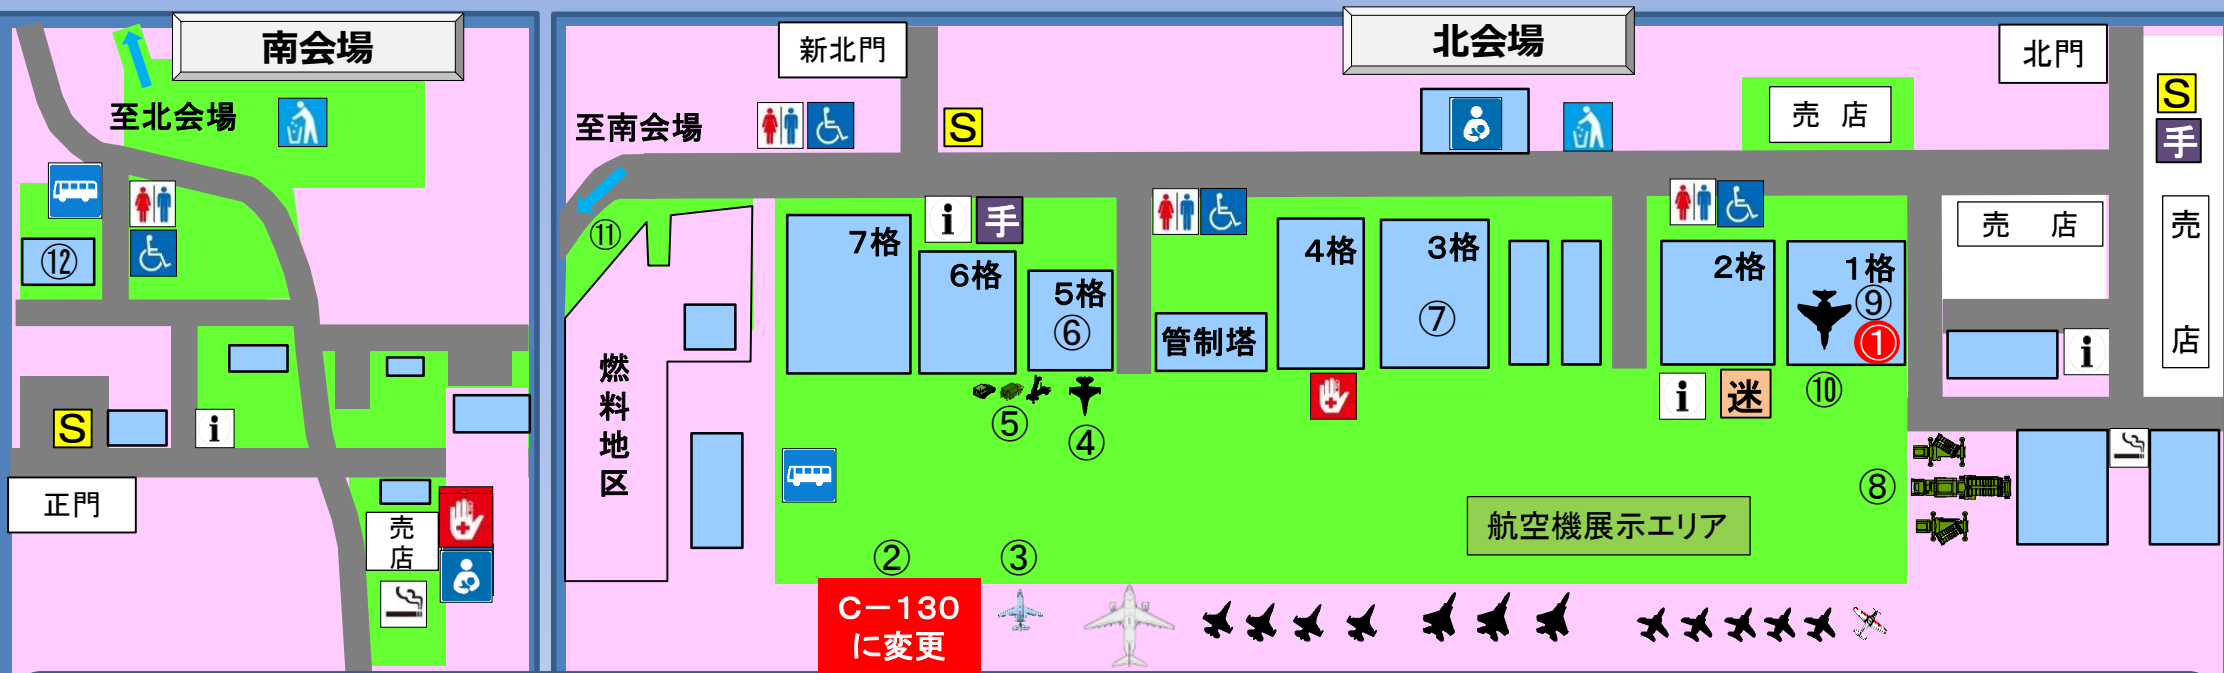 南会場
至北会場
⑫
S
i
正門
売
店
北会場
新北門
北門
至南会場
S
売 店
S
手
⑪
7格
i
手
6格
5格
⑥
管制塔
4格
3格
⑦
2格
1格
⑨
①
売 店
売
店
i
燃
料
地
区
⑤
④
i
迷
⑩
⑧
航空機展示エリア
②
③
C－130
に変更